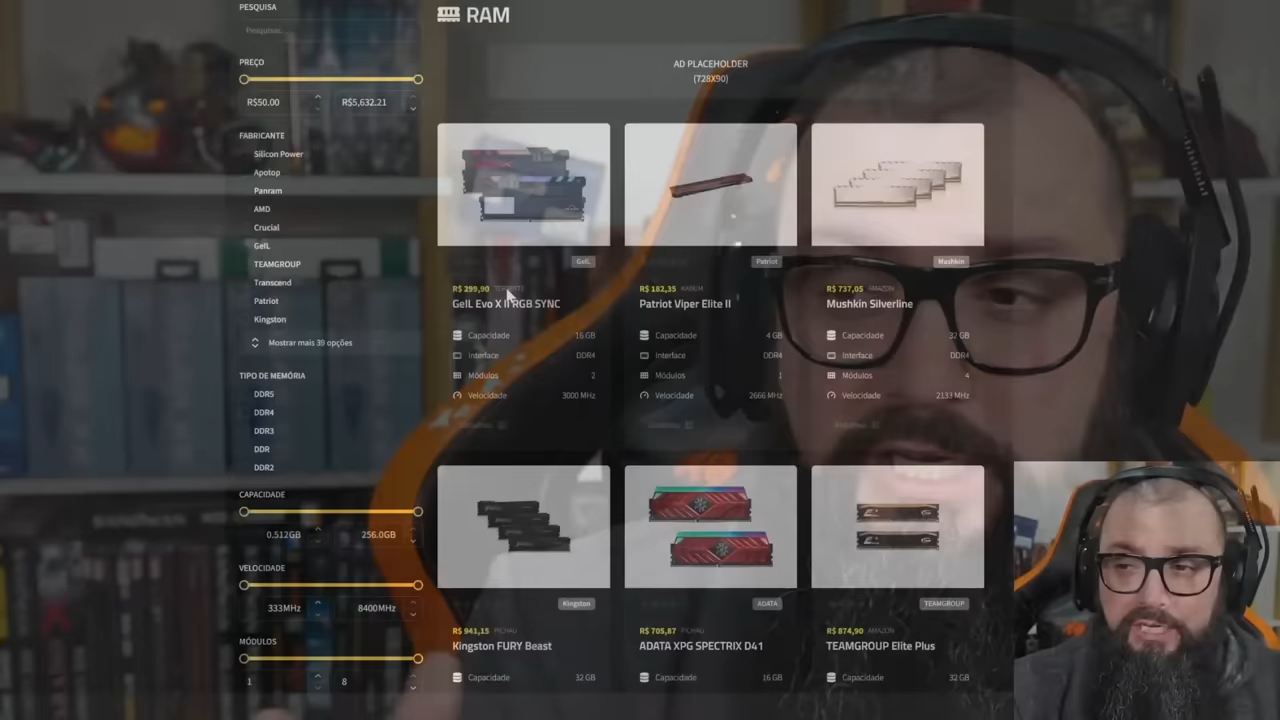 PESQUISA
Pesquisa...
PREÇO
R$50.00
R$5,632.21
FABRICANTE
Silicon Power
Apotop
Panram
AMD
Crucial
GeIL
TEAMGROUP
Transcend
Patriot
Kingston
Mostrar mais 39 opções
TIPO DE MEMÓRIA
DDR5
DDR4
DDR3
DDR
DDR2
CAPACIDADE
0.512GB
256.0GB
VELOCIDADE
333MHz
8400MHz
MÓDULOS
1
8
RAM
AD PLACEHOLDER
(728X90)
GeIL
R$ 299,90
GeIL Evo X II RGB SYNC
Capacidade 16 GB
Interface DDR4
Módulos 2
Velocidade 3000 MHz
Patriot
R$ 182,35 KABUM
Patriot Viper Elite II
Capacidade 4 GB
Interface DDR4
Módulos 1
Velocidade 2666 MHz
Mushkin
R$ 737,05 AMAZON
Mushkin Silverline
Capacidade 32 GB
Interface DDR4
Módulos 4
Velocidade 2133 MHz
Kingston
R$ 941,15 PICHAU
Kingston FURY Beast
Capacidade 32 GB
ADATA
R$ 705,87 PICHAU
ADATA XPG SPECTRIX D41
Capacidade 16 GB
TEAMGROUP
R$ 874,90 AMAZON
TEAMGROUP Elite Plus
Capacidade 32 GB